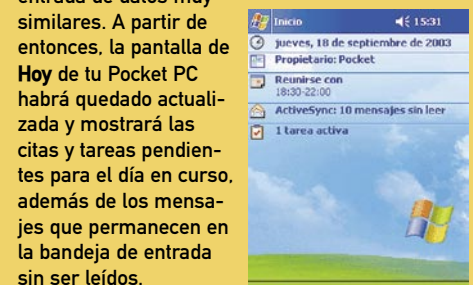 entrada de datos muy
similares. A partir de
entonces, la pantalla de
Hoy de tu Pocket PC
habrá quedado actuali-
zada y mostrará las
citas y tareas pendien-
tes para el día en curso,
además de los mensa-
jes que permanecen en
la bandeja de entrada
sin ser leídos.
Inicio 15:31
jueves, 18 de septiembre de 2003
Propietario: Pocket
Reunirse con
18:30-22:00
ActiveSync: 10 mensajes sin leer
1 tarea activa